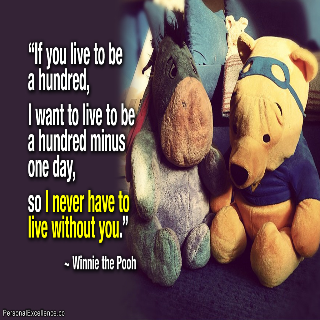 “If you live to be
a hundred,
I want to live to be
a hundred minus
one day,
so I never have to
live without you.”
~ Winnie the Pooh
PersonalExcellence.co